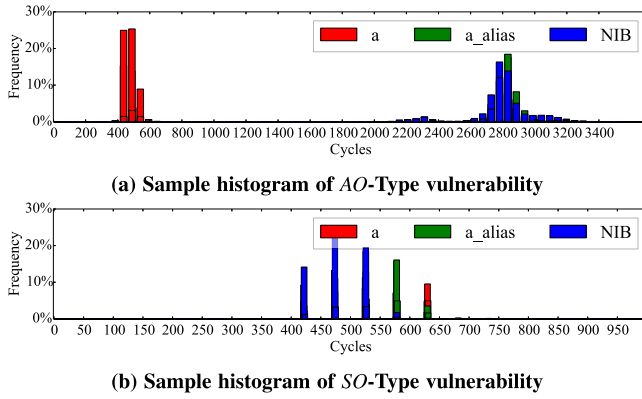 30%
a a_alias NIB
20%
Frequency
10%
0%
0 200 400 600 800 1000 1200 1400 1600 1800 2000 2200 2400 2600 2800 3000 3200 3400
Cycles
(a) Sample histogram of AO-Type vulnerability
30%
a a_alias NIB
20%
Frequency
10%
0%
0 50 100 150 200 250 300 350 400 450 500 550 600 650 700 750 800 850 900 950
Cycles
(b) Sample histogram of SO-Type vulnerability